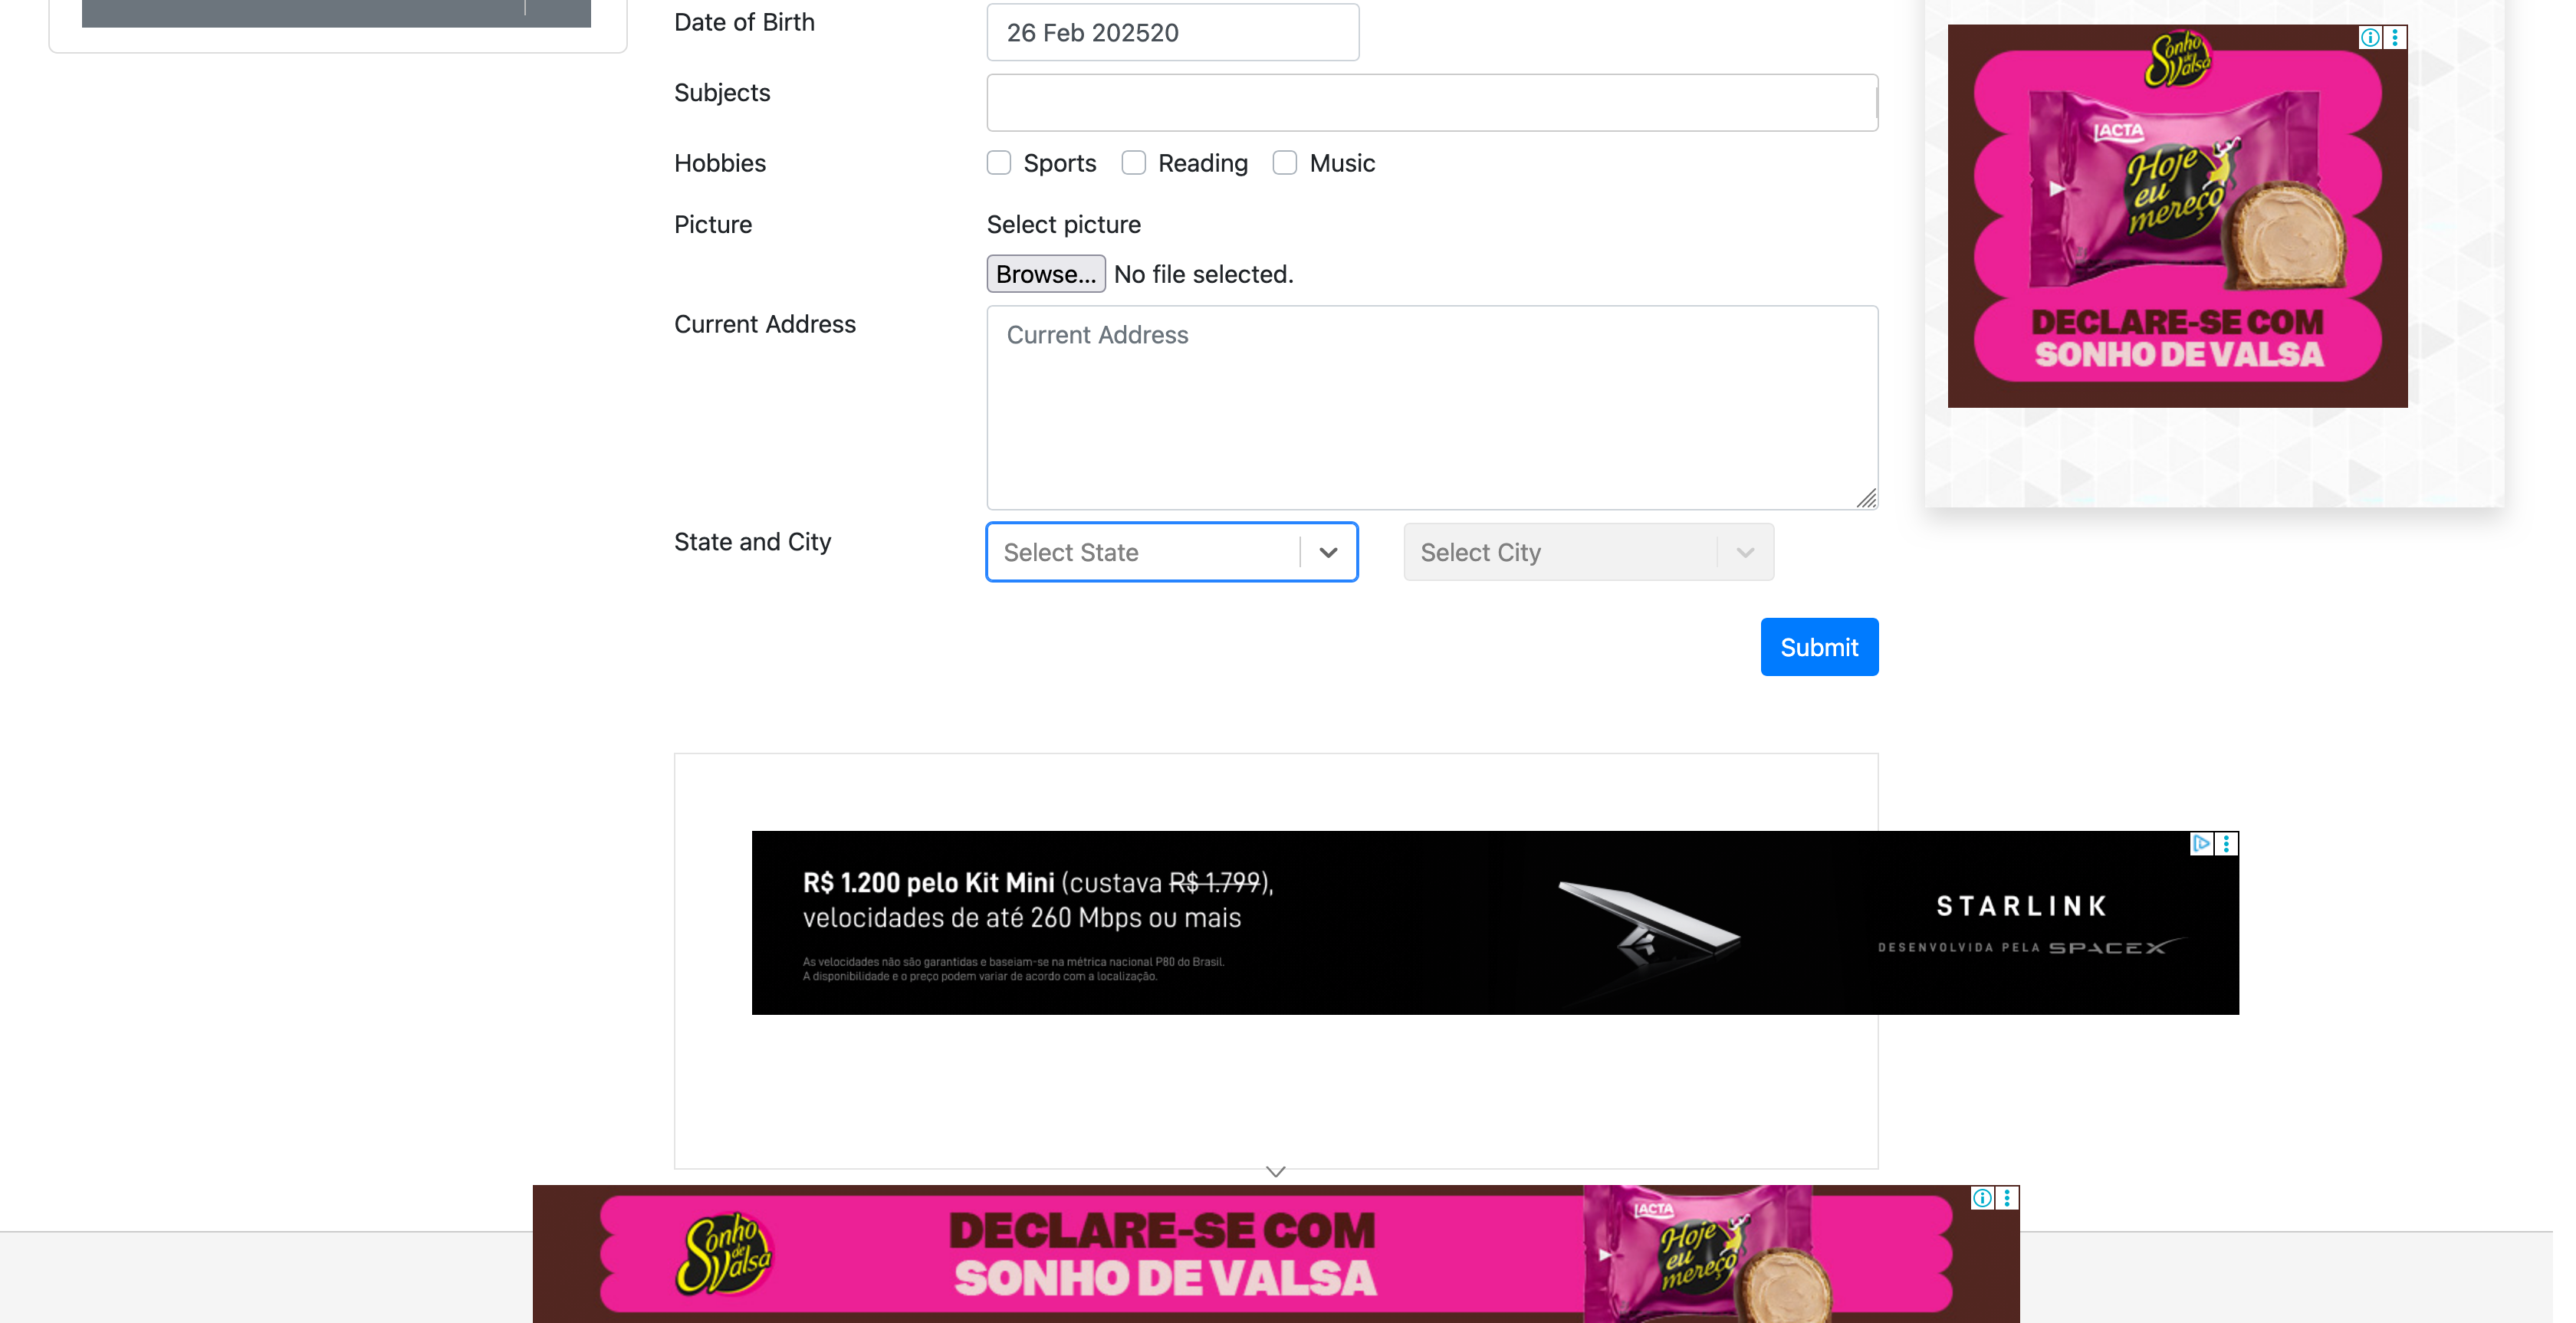 Date of Birth
26 Feb 202520
Subjects
Hobbies
Sports
Reading
Music
Picture
Select picture
Browse...
No file selected.
Current Address
Current Address
State and City
Select State
Select City
Submit
Sonho de Valsa
LACTA
Hoje
eu
mereço
DECLARE-SE COM
SONHO DE VALSA
R$ 1.200 pelo Kit Mini (custava R$ 1.799),
velocidades de até 260 Mbps ou mais
As velocidades não são garantidas e baseiam-se na métrica nacional P80 do Brasil.
A disponibilidade e o preço podem variar de acordo com a localização.
STARLINK
DESENVOLVIDA PELA SPACEX
Sonho de Valsa
DECLARE-SE COM
SONHO DE VALSA
LACTA
Hoje
eu
mereço